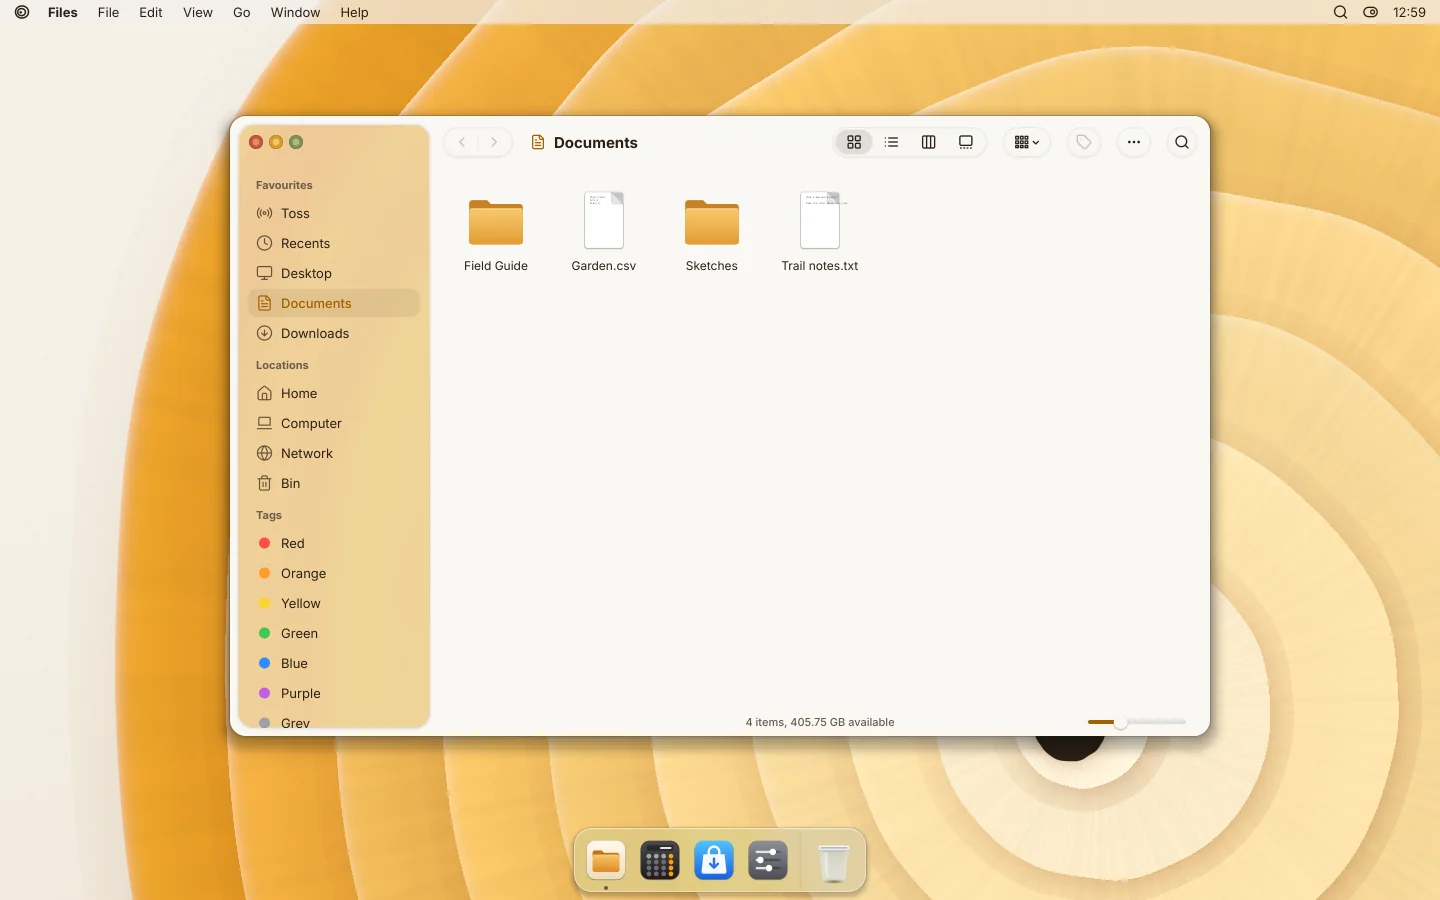 Files File Edit View Go Window Help 12:59
Documents
Favourites
Toss
Recents
Desktop
Documents
Downloads
Locations
Home
Computer
Network
Bin
Tags
Red
Orange
Yellow
Green
Blue
Purple
Grey
Field Guide
Garden.csv
Sketches
Trail notes.txt
4 items, 405.75 GB available